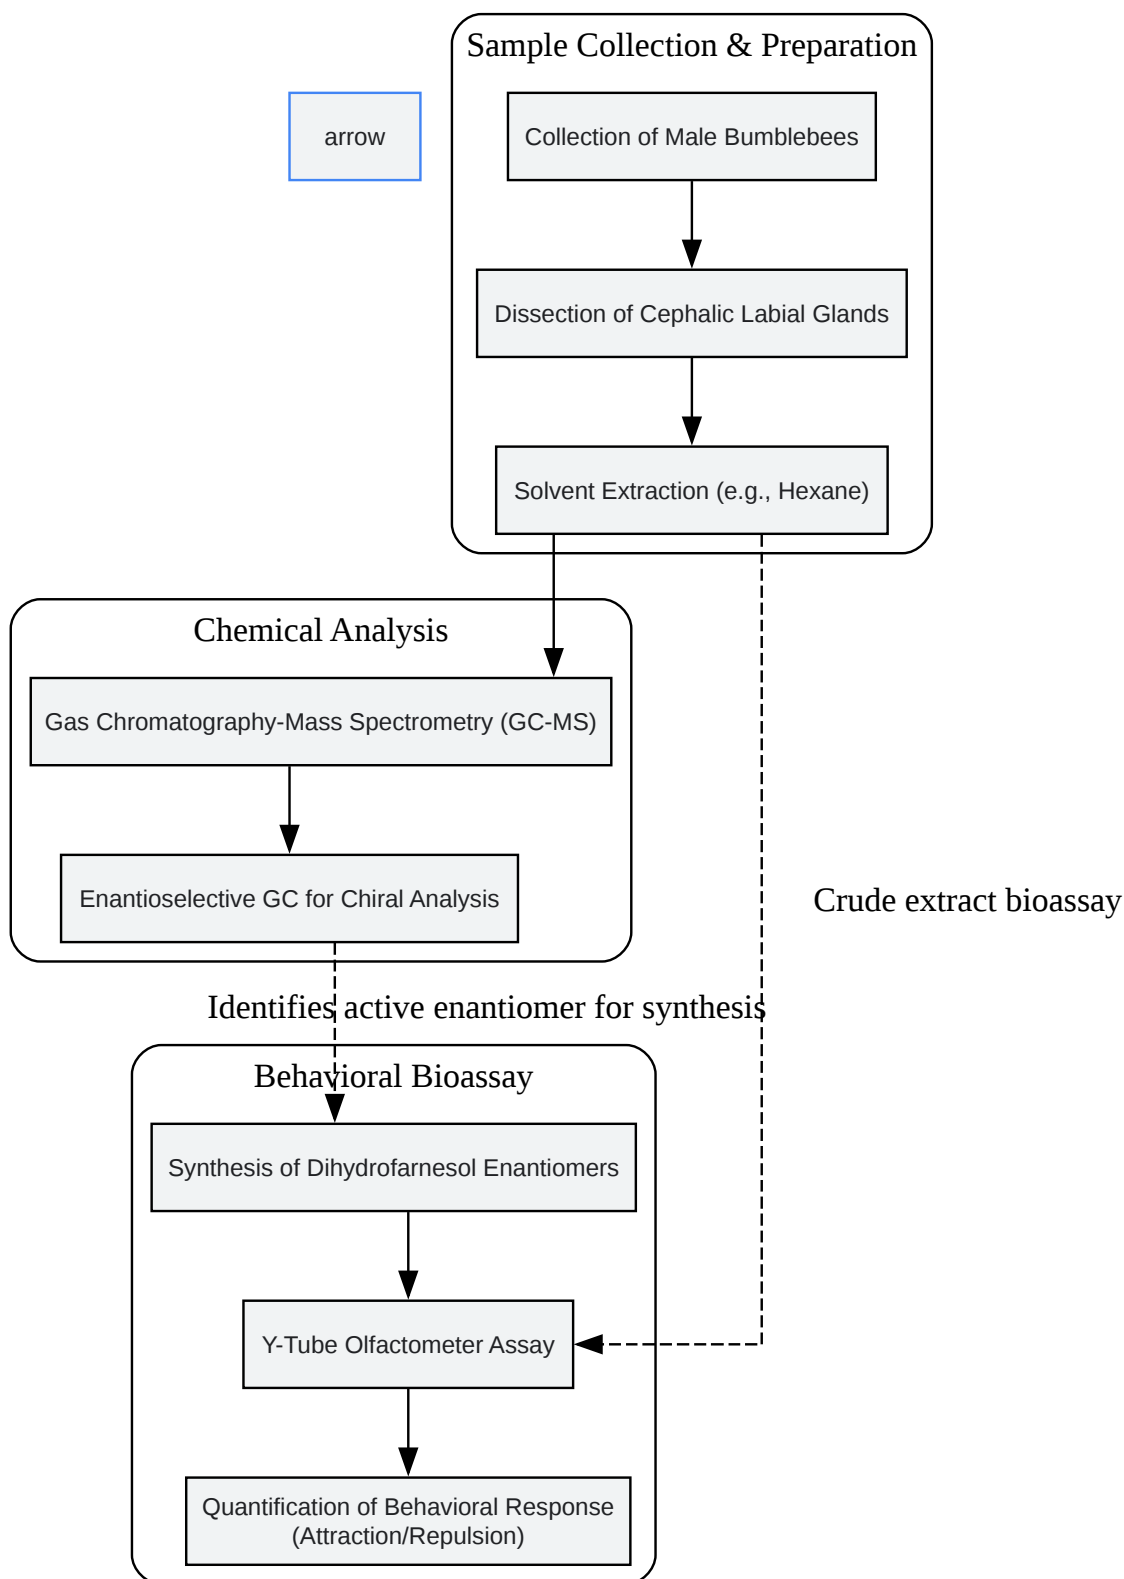 Sample Collection & Preparation
arrow
Collection of Male Bumblebees
Dissection of Cephalic Labial Glands
Solvent Extraction (e.g., Hexane)
Chemical Analysis
Gas Chromatography-Mass Spectrometry (GC-MS)
Enantioselective GC for Chiral Analysis
Crude extract bioassay
Identifies active enantiomer for synthesis
Behavioral Bioassay
Synthesis of Dihydrofarnesol Enantiomers
Y-Tube Olfactometer Assay
Quantification of Behavioral Response
(Attraction/Repulsion)